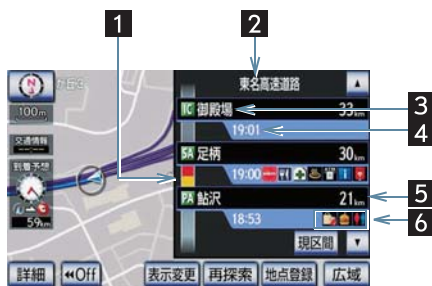 1
2
東名高速道路
▲
100m
IC 御殿場 33km
3
19:01
4
交通情報
SA 足柄 30km
到着予想
19:00
PA 鮎沢 21km
5
59km
18:53
6
現区間 ▼
詳細 ◀◀Off 表示変更 再探索 地点登録 広域